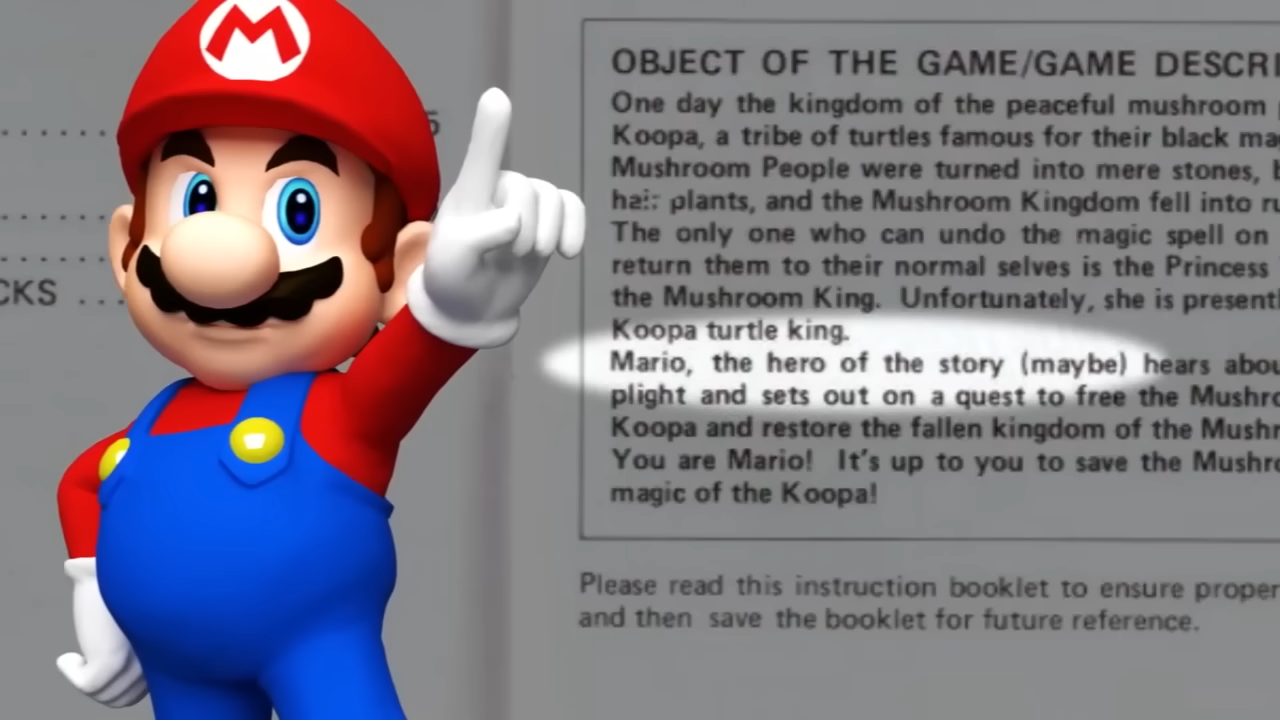 M
5
CKS ...
OBJECT OF THE GAME/GAME DESCRI
One day the kingdom of the peaceful mushroom
Koopa, a tribe of turtles famous for their black ma
Mushroom People were turned into mere stones, b
plants, and the Mushroom Kingdom fell into ru
The only one who can undo the magic spell on
return them to their normal selves is the Princess
the Mushroom King. Unfortunately, she is presentl
Koopa turtle king.
Mario, the hero of the story (maybe) hears abou
plight and sets out on a quest to free the Mushro
Koopa and restore the fallen kingdom of the Mushr
You are Mario! It's up to you to save the Mushro
magic of the Koopa!
Please read this instruction booklet to ensure proper
and then save the booklet for future reference.